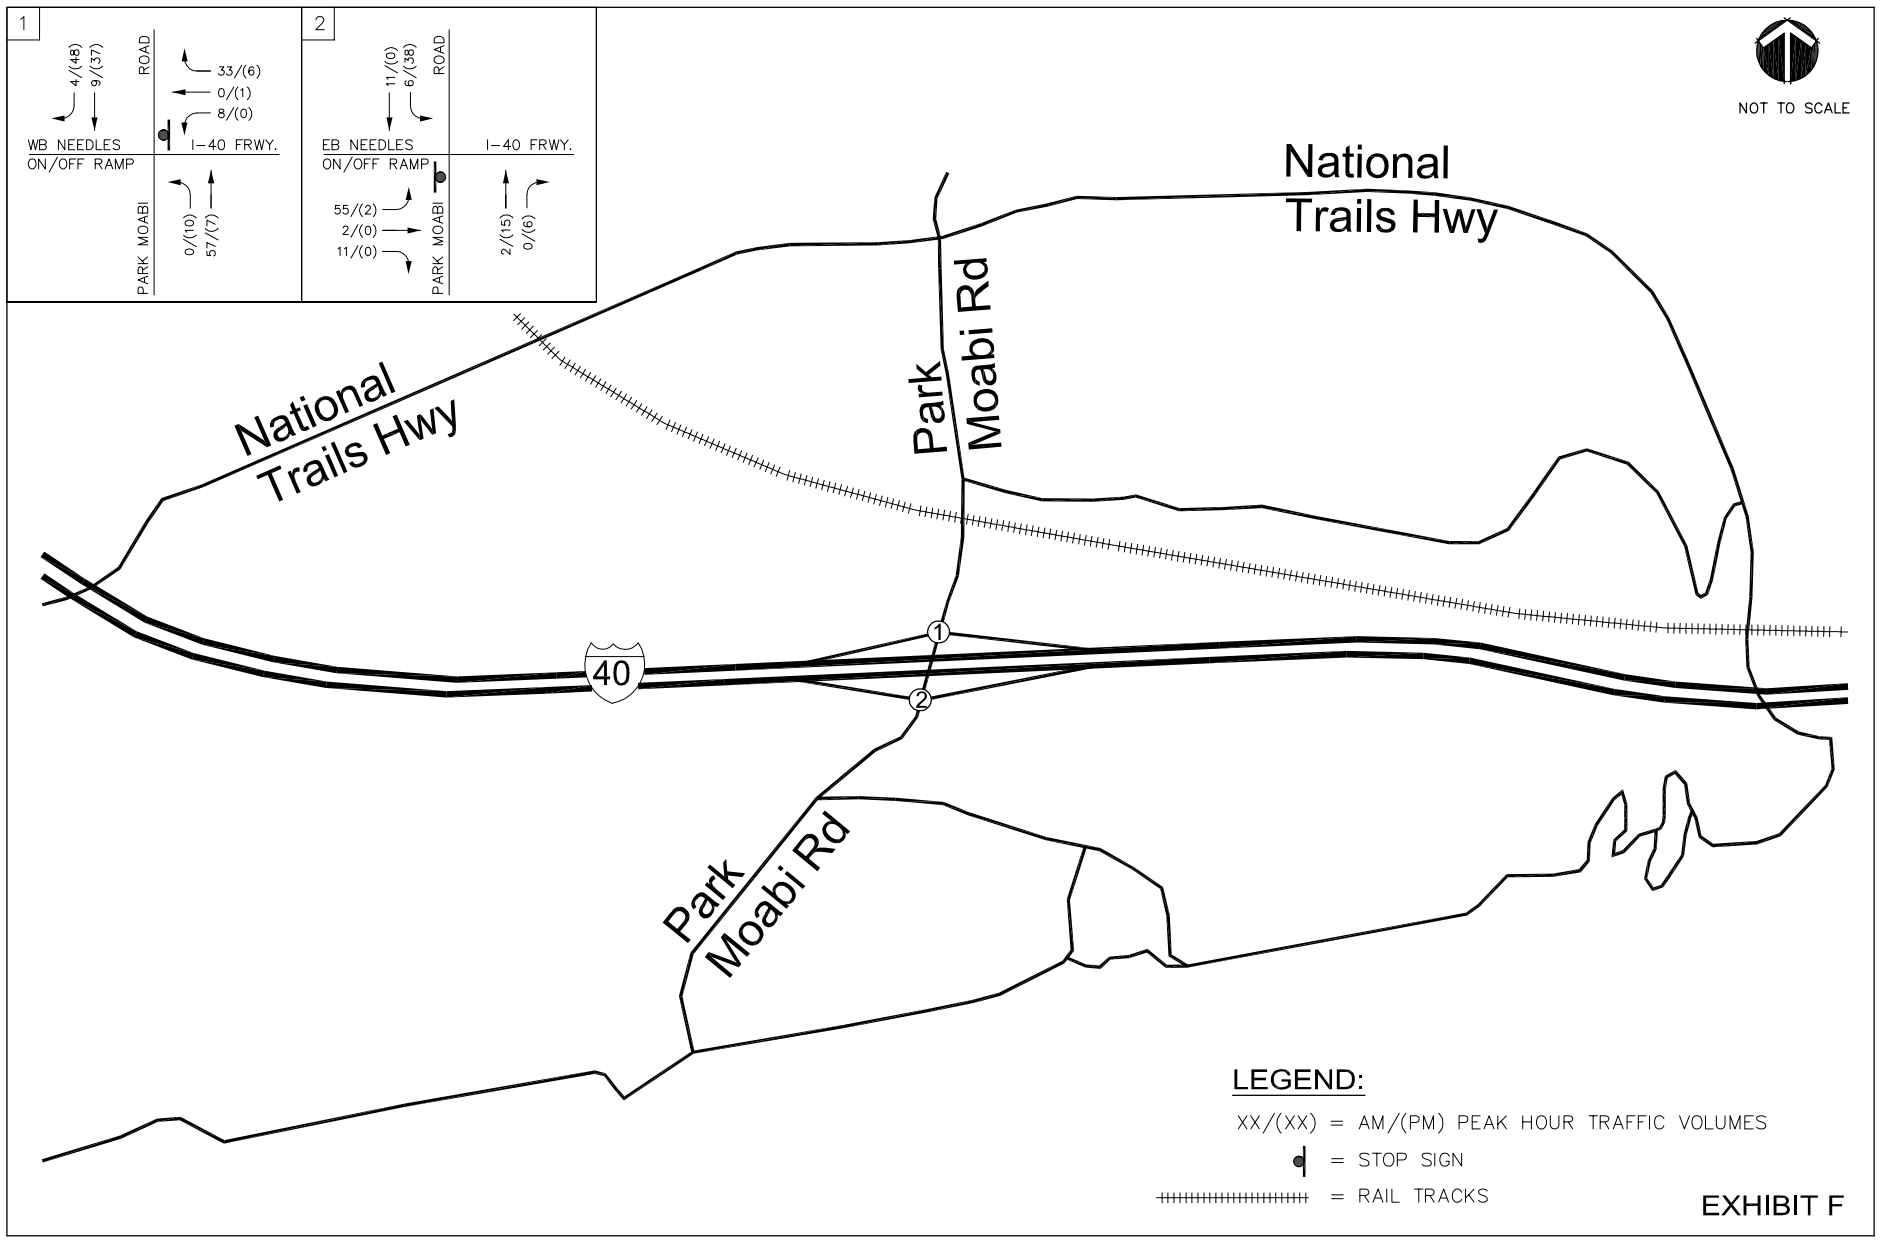 1
4/(48)
9/(37)
ROAD
33/(6)
0/(1)
8/(0)
WB NEEDLES
ON/OFF RAMP
I-40 FRWY.
PARK MOABI
0/(10)
57/(7)
2
11/(0)
6/(38)
ROAD
EB NEEDLES
ON/OFF RAMP
I-40 FRWY.
55/(2)
2/(0)
11/(0)
PARK MOABI
2/(15)
0/(6)
NOT TO SCALE
National
Trails Hwy
Park
Moabi Rd
National
Trails Hwy
1
40
2
Park
Moabi Rd
LEGEND:
XX/(XX) = AM/(PM) PEAK HOUR TRAFFIC VOLUMES
= STOP SIGN
= RAIL TRACKS
EXHIBIT F